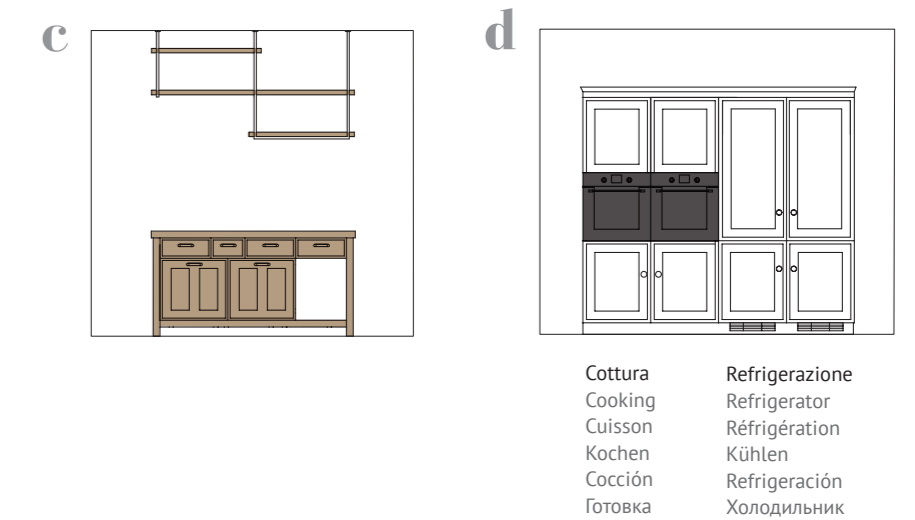 c
d
Cottura
Cooking
Cuisson
Kochen
Cocción
Готовка
Refrigerazione
Refrigerator
Réfrigération
Kühlen
Refrigeración
Холодильник